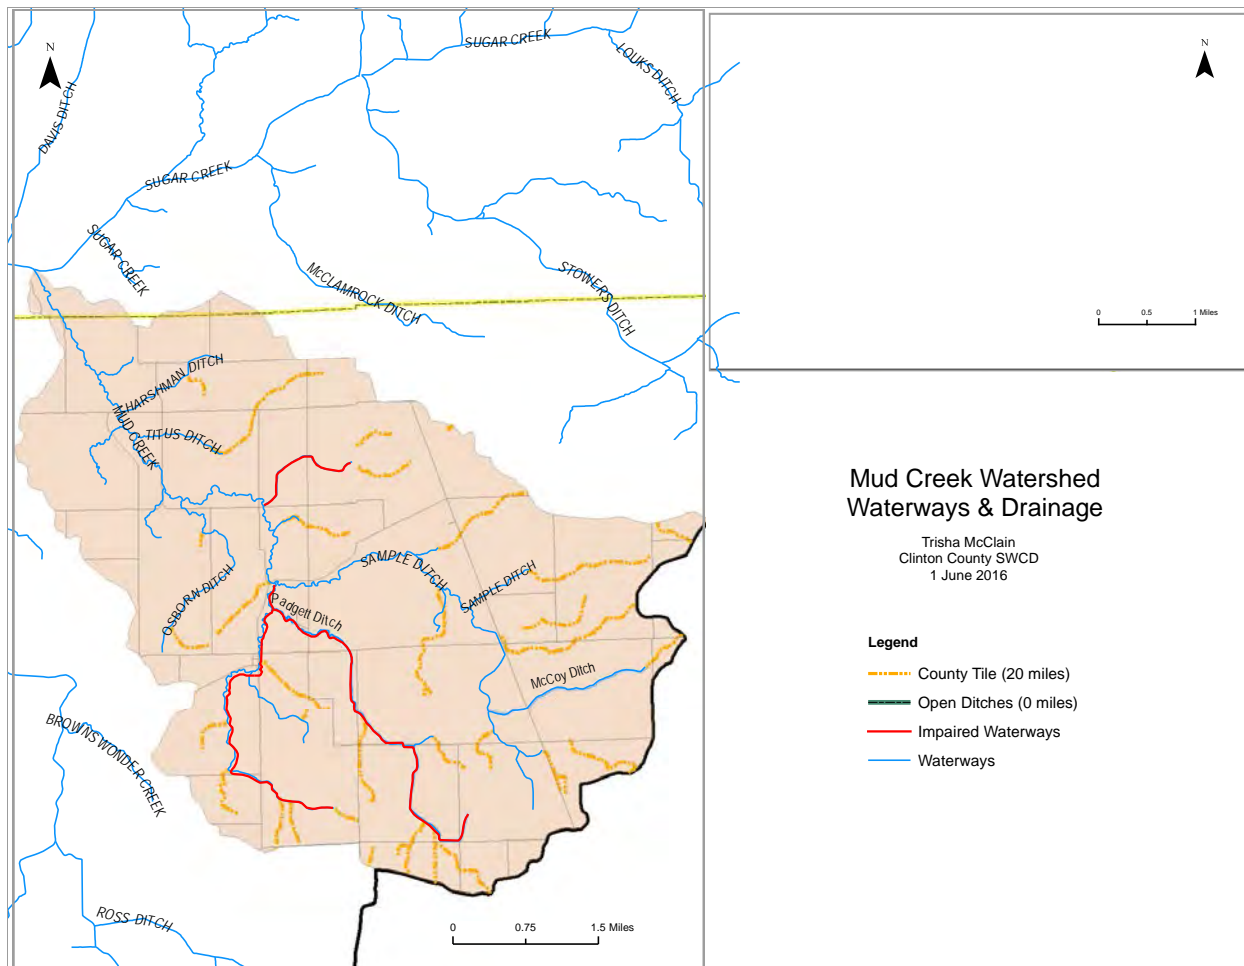 N
SUGAR CREEK
LOUKS DITCH
DAVIS DITCH
SUGAR CREEK
SUGAR CREEK
McCLAMROCK DITCH
STOWERS DITCH
HARSHMAN DITCH
MUD CREEK
TITUS DITCH
SAMPLE DITCH
SAMPLE DITCH
OSBORN DITCH
Padgett Ditch
McCoy Ditch
BROWNS WONDER CREEK
ROSS DITCH
0 0.75 1.5 Miles
N
0 0.5 1 Miles
Mud Creek Watershed
Waterways & Drainage
Trisha McClain
Clinton County SWCD
1 June 2016
Legend
County Tile (20 miles)
Open Ditches (0 miles)
Impaired Waterways
Waterways